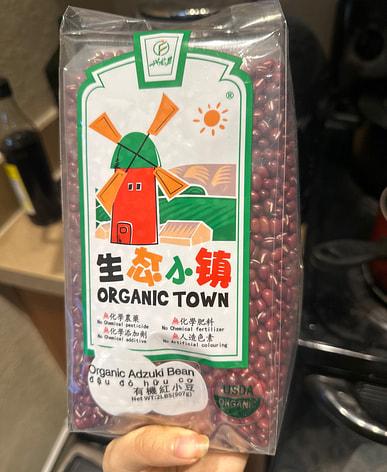 ®
生态小镇
ORGANIC TOWN
無化學農藥 無化學肥料
No Chemical pesticide No Chemical fertilizer
無化學添加劑 無人造色素
No Chemical additive No Artificial colouring
Organic Adzuki Bean
đậu đỏ hữu cơ
有機紅小豆
Net WT:2LBS(907g)
USDA
ORGANIC